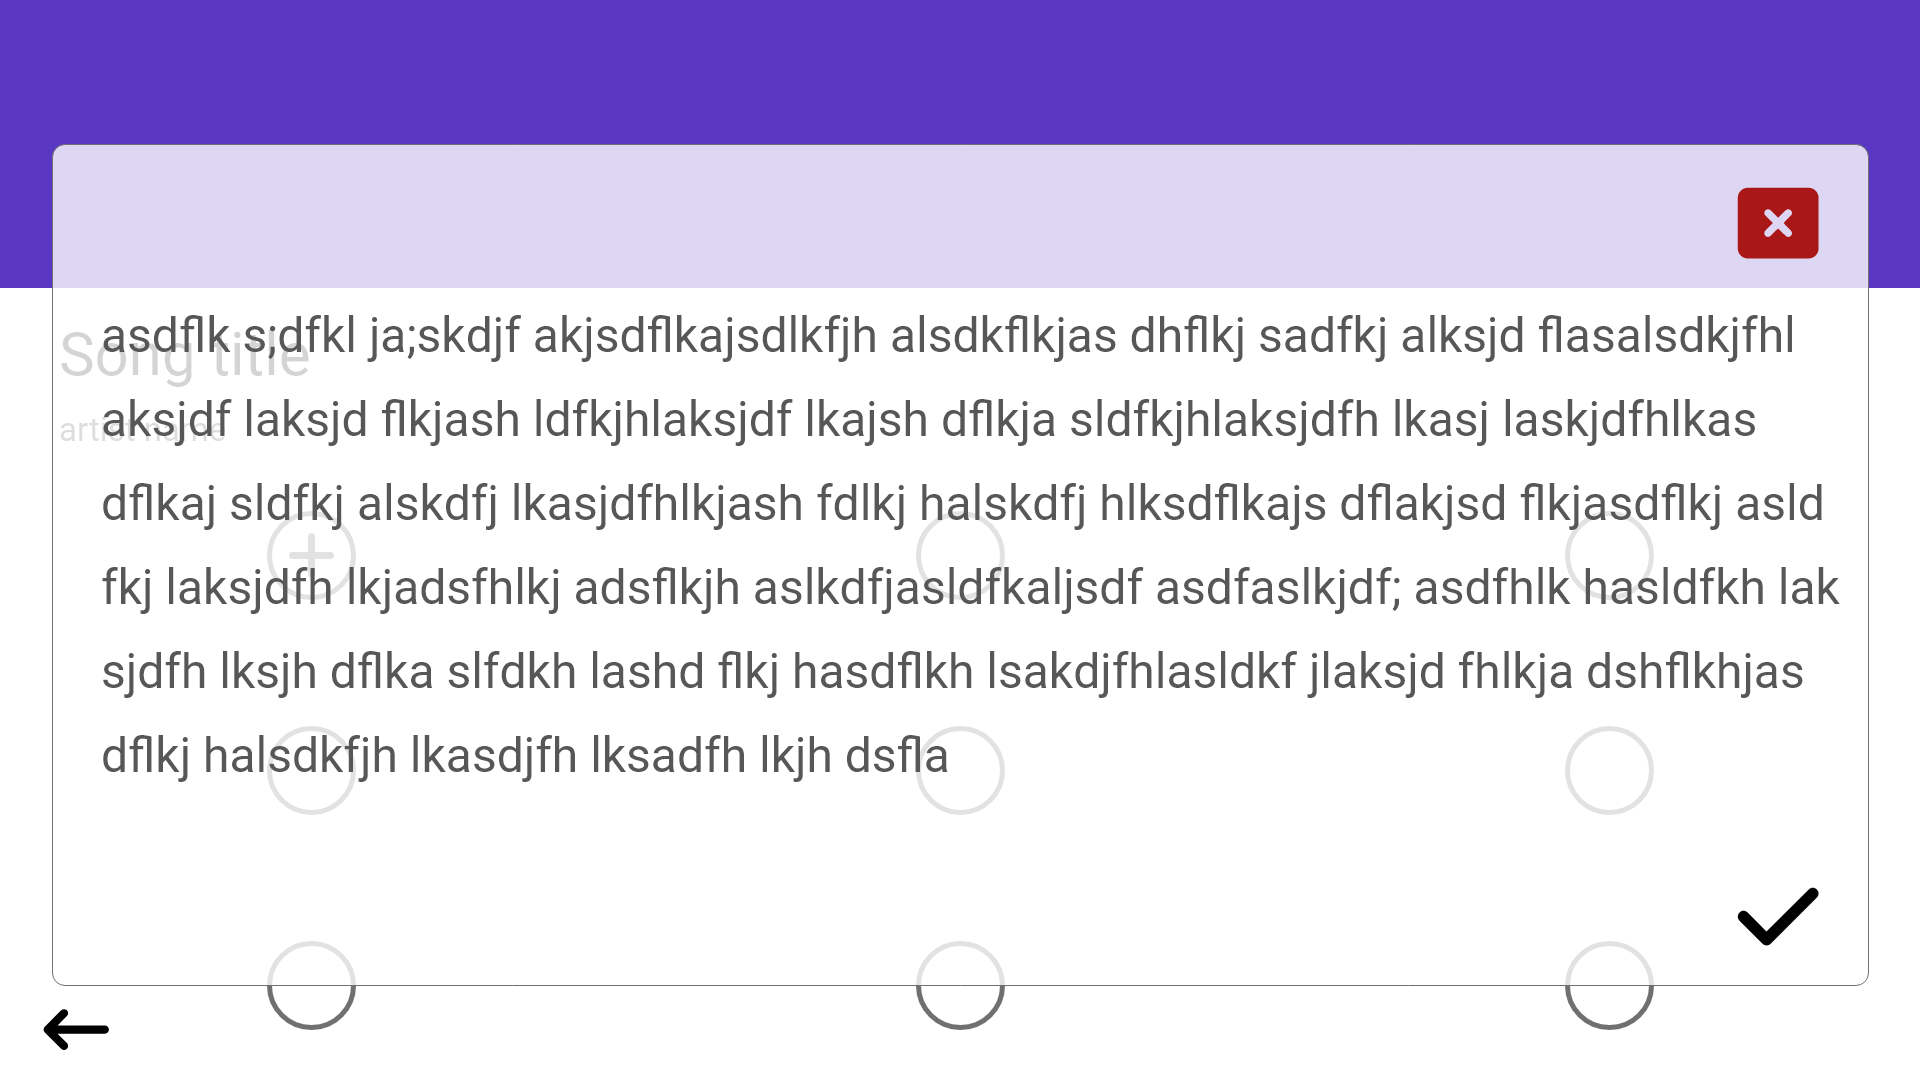 asdflk s;dfkl ja;skdjf akjsdflkajsdlkfjh alsdkflkjas dhflkj sadfkj alksjd flasalsdkjfhl
Song title
aksjdf laksjd flkjash ldfkjhlaksjdf lkajsh dflkja sldfkjhlaksjdfh lkasj laskjdfhlkas
artist name
dflkaj sldfkj alskdfj lkasjdfhlkjash fdlkj halskdfj hlksdflkajs dflakjsd flkjasdflkj asld
fkj laksjdfh lkjadsfhlkj adsflkjh aslkdfjasldfkaljsdf asdfaslkjdf; asdfhlk hasldfkh lak
sjdfh lksjh dflka slfdkh lashd flkj hasdflkh lsakdjfhlasldkf jlaksjd fhlkja dshflkhjas
dflkj halsdkfjh lkasdjfh lksadfh lkjh dsfla